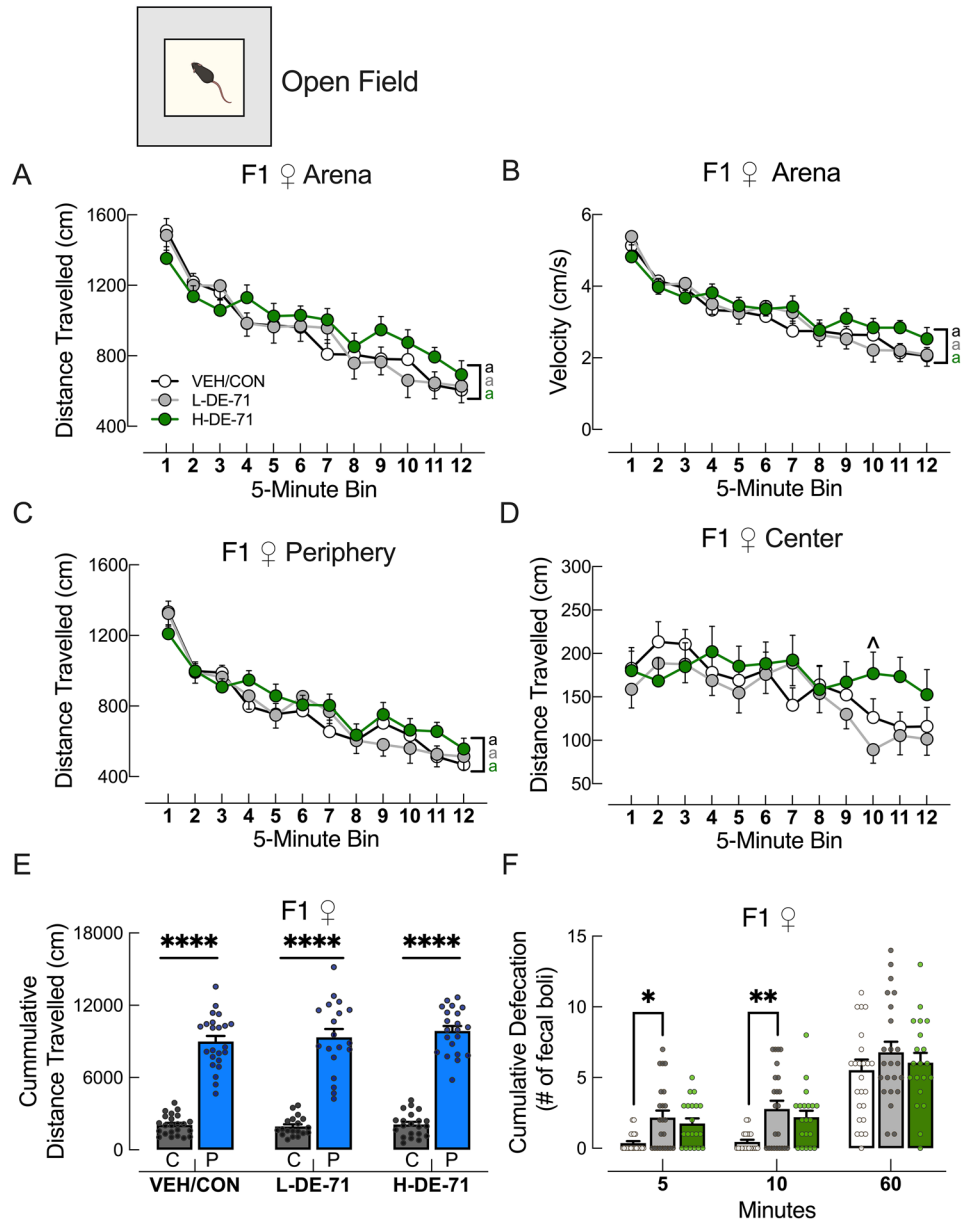 Open Field
A
F1 ♀ Arena
Distance Travelled (cm)
1600
1200
800
400
VEH/CON
L-DE-71
H-DE-71
a
a
a
1 2 3 4 5 6 7 8 9 10 11 12
5-Minute Bin
B
F1 ♀ Arena
Velocity (cm/s)
6
4
2
0
a
a
a
1 2 3 4 5 6 7 8 9 10 11 12
5-Minute Bin
C
F1 ♀ Periphery
Distance Travelled (cm)
1600
1200
800
400
a
a
a
1 2 3 4 5 6 7 8 9 10 11 12
5-Minute Bin
D
F1 ♀ Center
Distance Travelled (cm)
300
250
200
150
100
50
^
1 2 3 4 5 6 7 8 9 10 11 12
5-Minute Bin
E
F1 ♀
Cummulative
Distance Travelled (cm)
18000
12000
6000
0
**** **** ****
C P C P C P
VEH/CON L-DE-71 H-DE-71
F
F1 ♀
Cumulative Defecation
(# of fecal boli)
15
10
5
0
* **
5 10 60
Minutes